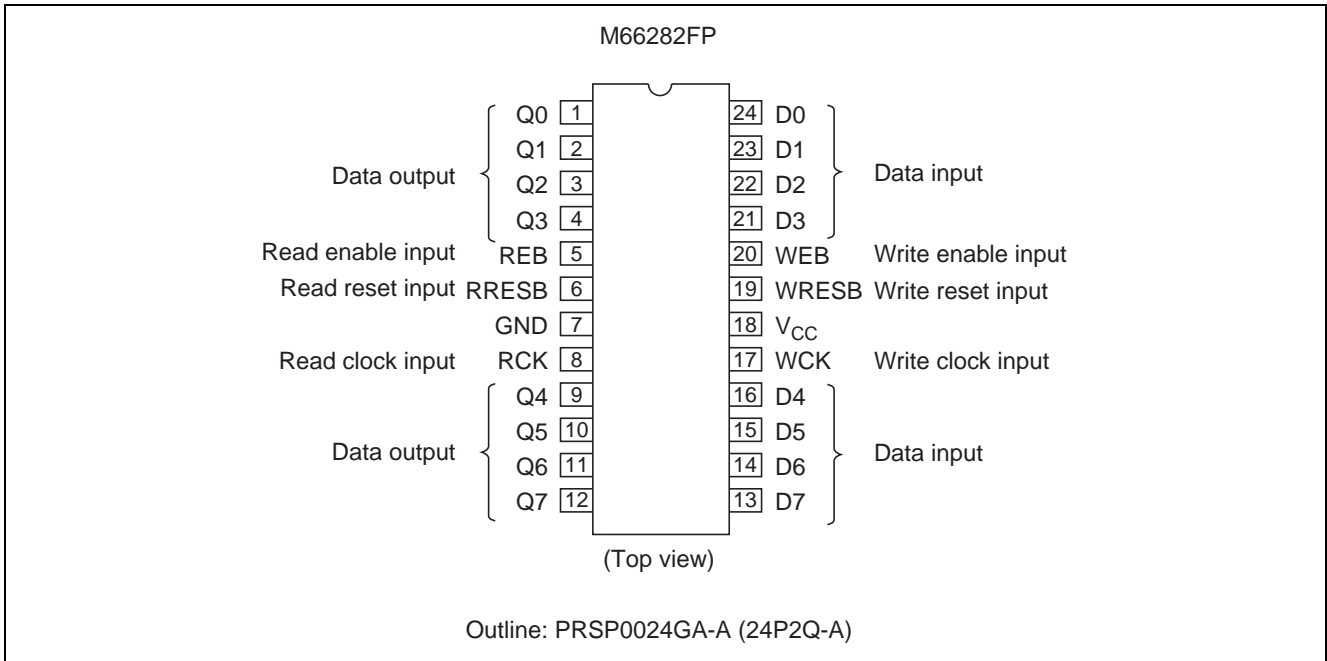 M66282FP
Q0 1 24 D0
Q1 2 23 D1
Data output Q2 3 22 D2 Data input
Q3 4 21 D3
Read enable input REB 5 20 WEB Write enable input
Read reset input RRESB 6 19 WRESB Write reset input
GND 7 18 VCC
Read clock input RCK 8 17 WCK Write clock input
Q4 9 16 D4
Q5 10 15 D5
Data output Q6 11 14 D6 Data input
Q7 12 13 D7
(Top view)
Outline: PRSP0024GA-A (24P2Q-A)